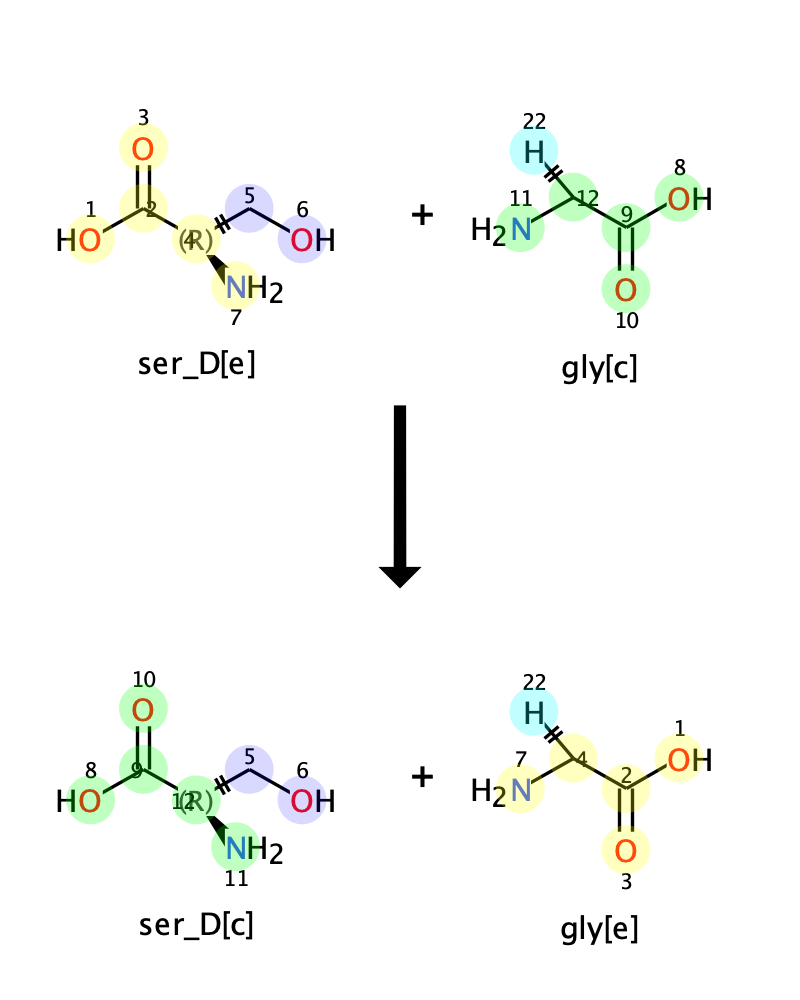 3 22
O H 8
1 2 5 6 11 12 9 OH
HO (R) 4 OH + H2N
NH2 O
7 10
ser_D[e] gly[c]
10 22
O H 1
8 9 5 6 7 4 2 OH
HO 12 (R) OH + H2N
NH2 O
11 3
ser_D[c] gly[e]